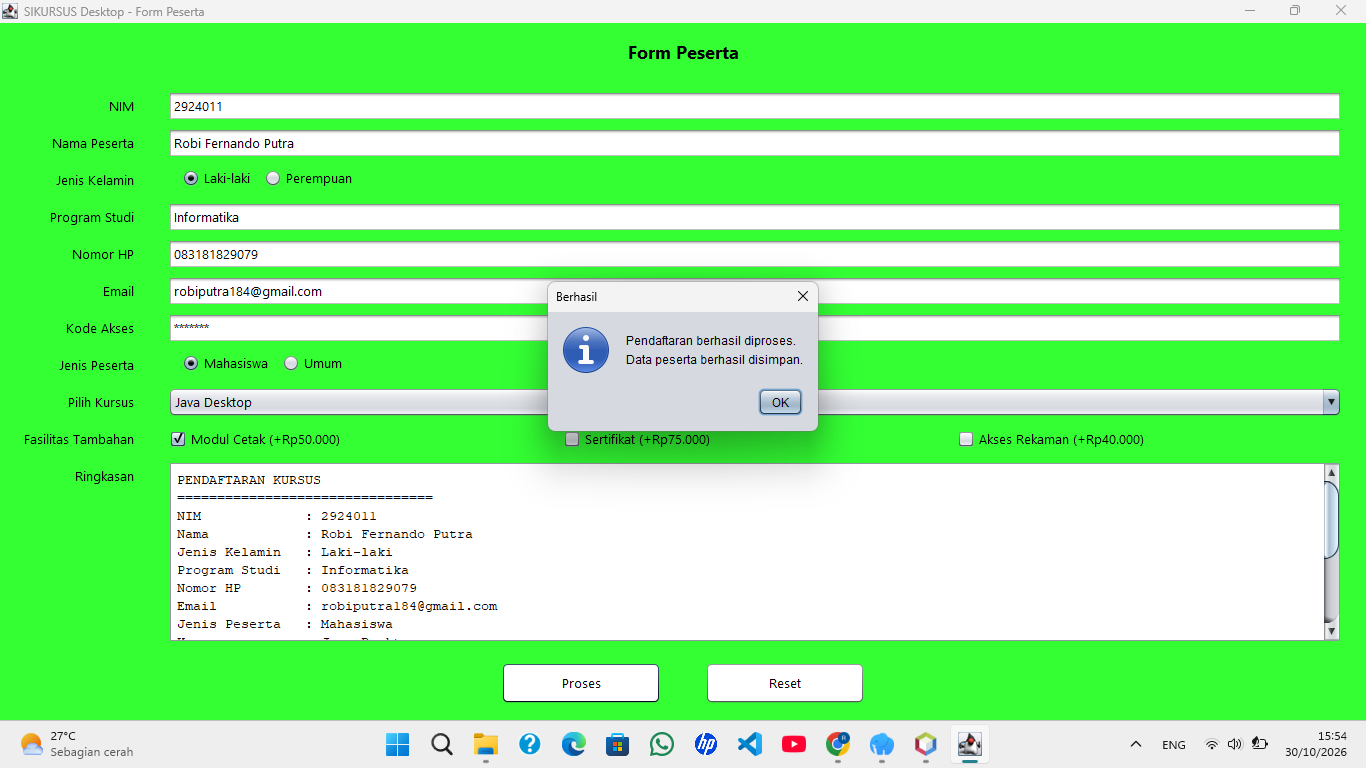 SIKURSUS Desktop - Form Peserta
Form Peserta
NIM 2924011
Nama Peserta Robi Fernando Putra
Jenis Kelamin Laki-laki Perempuan
Program Studi Informatika
Nomor HP 083181829079
Email robiputra184@gmail.com
Kode Akses *******
Jenis Peserta Mahasiswa Umum
Pilih Kursus Java Desktop
Fasilitas Tambahan Modul Cetak (+Rp50.000) Sertifikat (+Rp75.000) Akses Rekaman (+Rp40.000)
Berhasil
Pendaftaran berhasil diproses.
Data peserta berhasil disimpan.
OK
Ringkasan
PENDAFTARAN KURSUS
================================
NIM : 2924011
Nama : Robi Fernando Putra
Jenis Kelamin : Laki-laki
Program Studi : Informatika
Nomor HP : 083181829079
Email : robiputra184@gmail.com
Jenis Peserta : Mahasiswa
Proses Reset
27°C
Sebagian cerah
ENG
15:54
30/10/2026